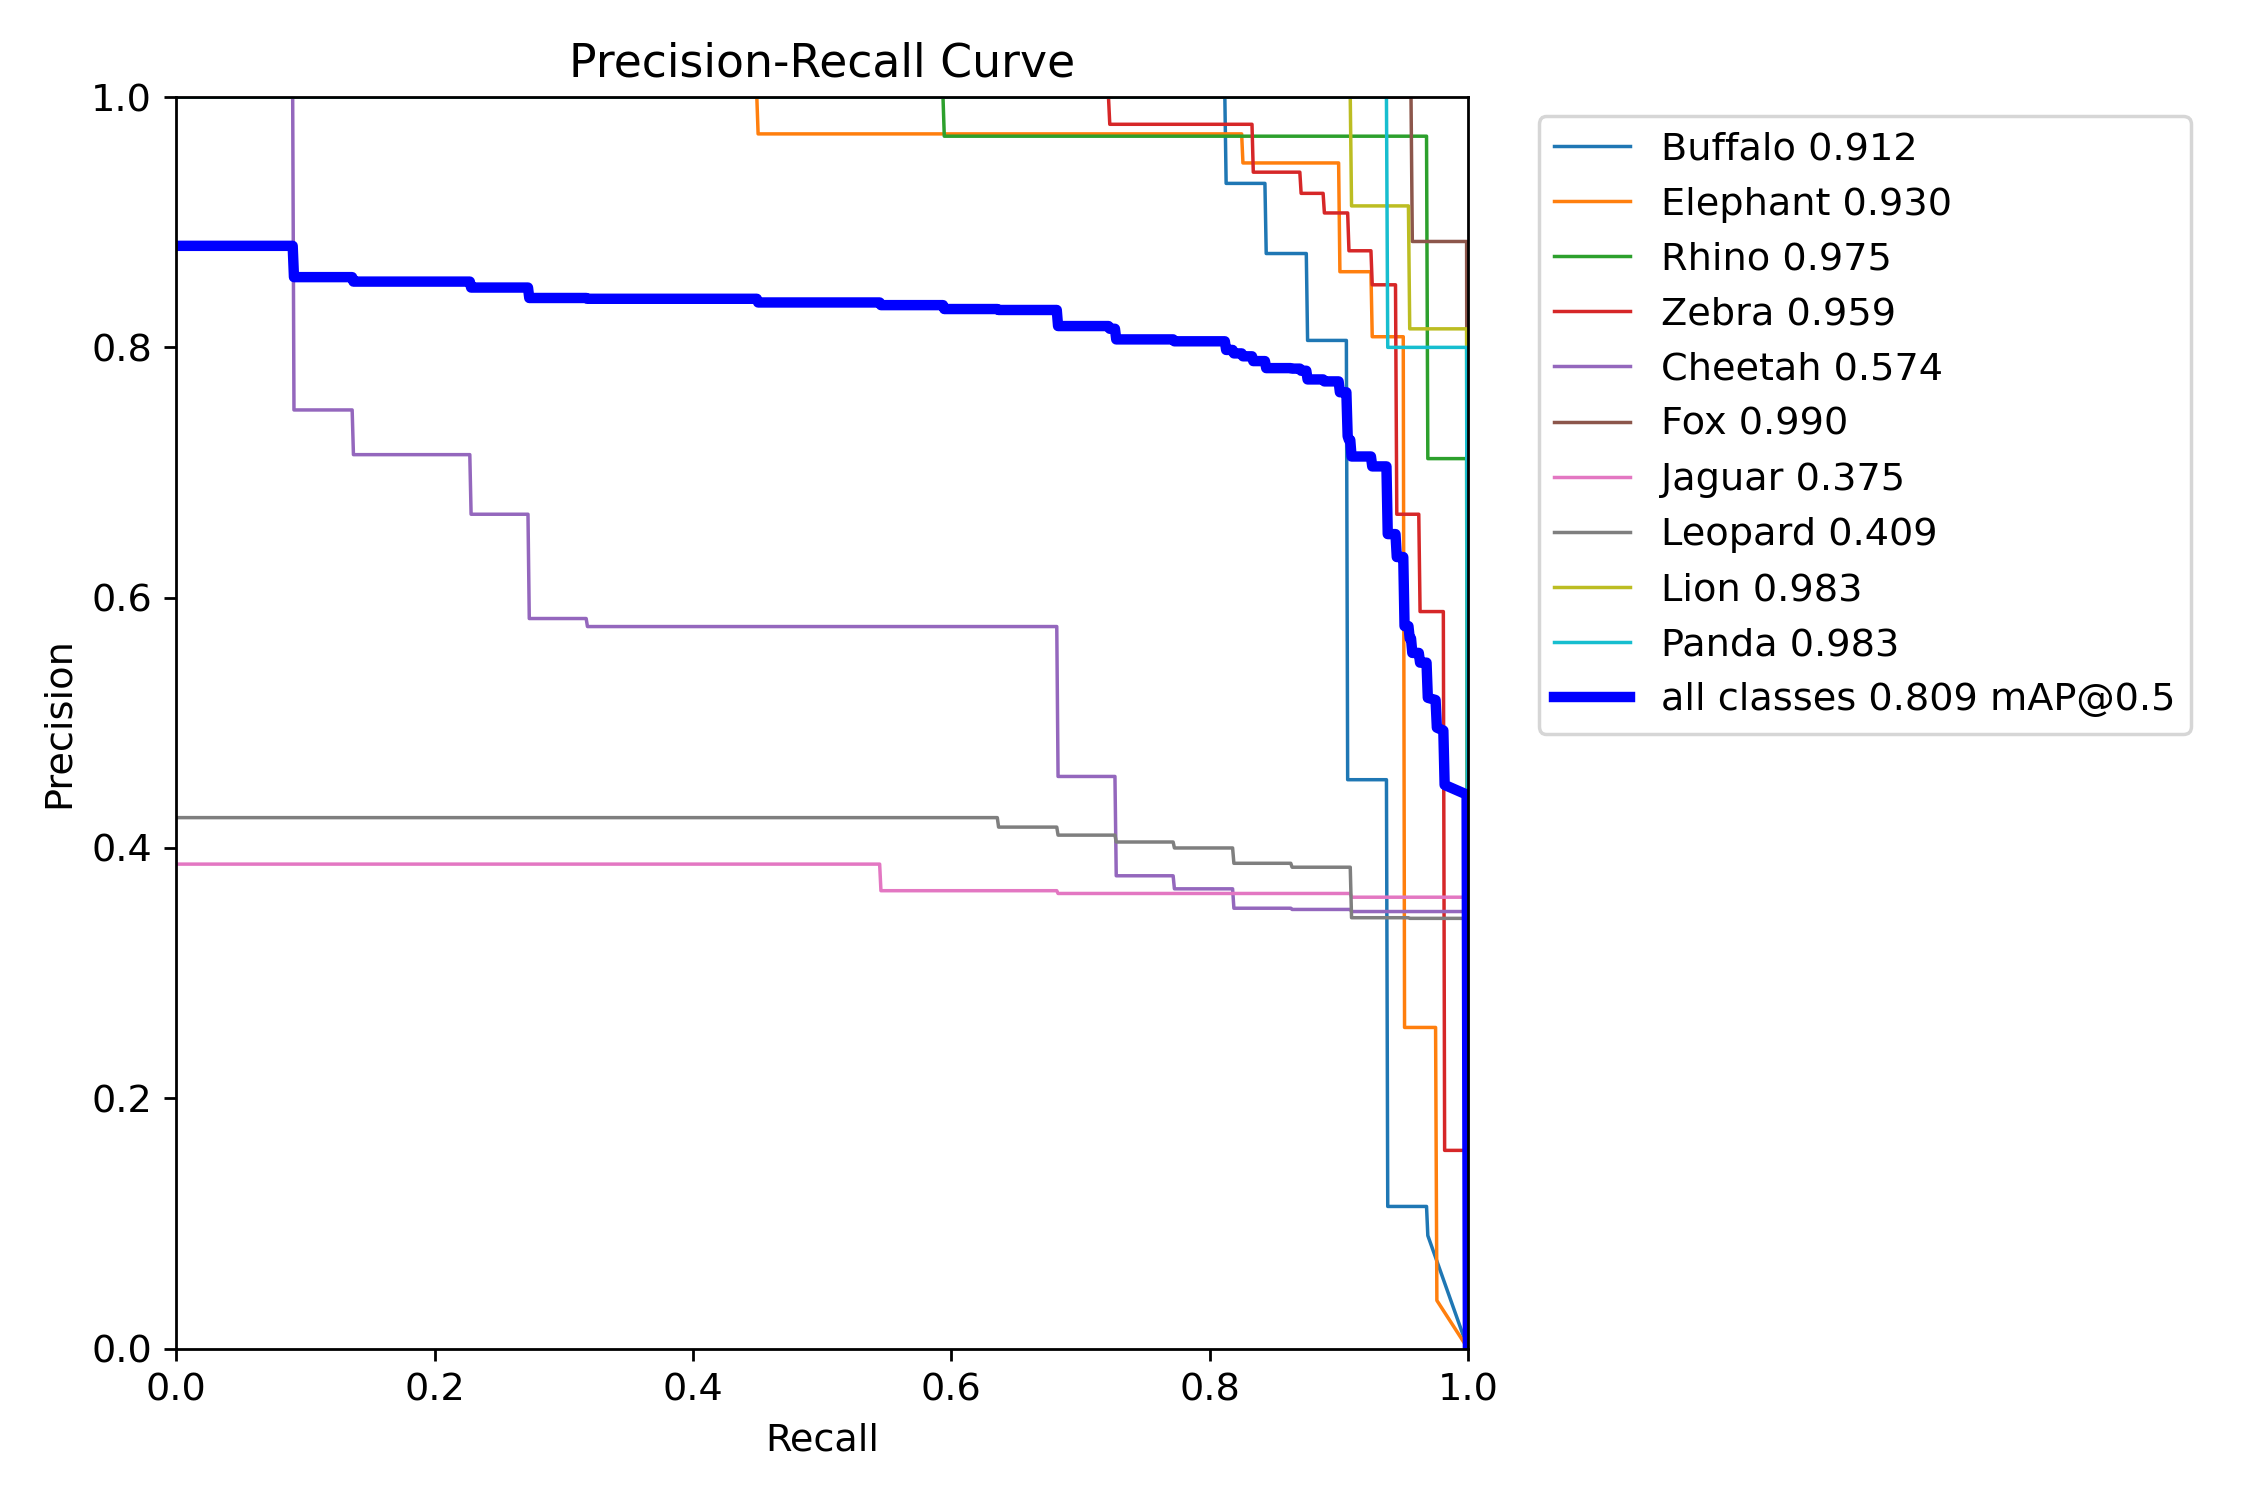 Precision-Recall Curve
1.0
0.8
0.6
0.4
0.2
0.0
Precision
0.0 0.2 0.4 0.6 0.8 1.0
Recall
Buffalo 0.912
Elephant 0.930
Rhino 0.975
Zebra 0.959
Cheetah 0.574
Fox 0.990
Jaguar 0.375
Leopard 0.409
Lion 0.983
Panda 0.983
all classes 0.809 mAP@0.5